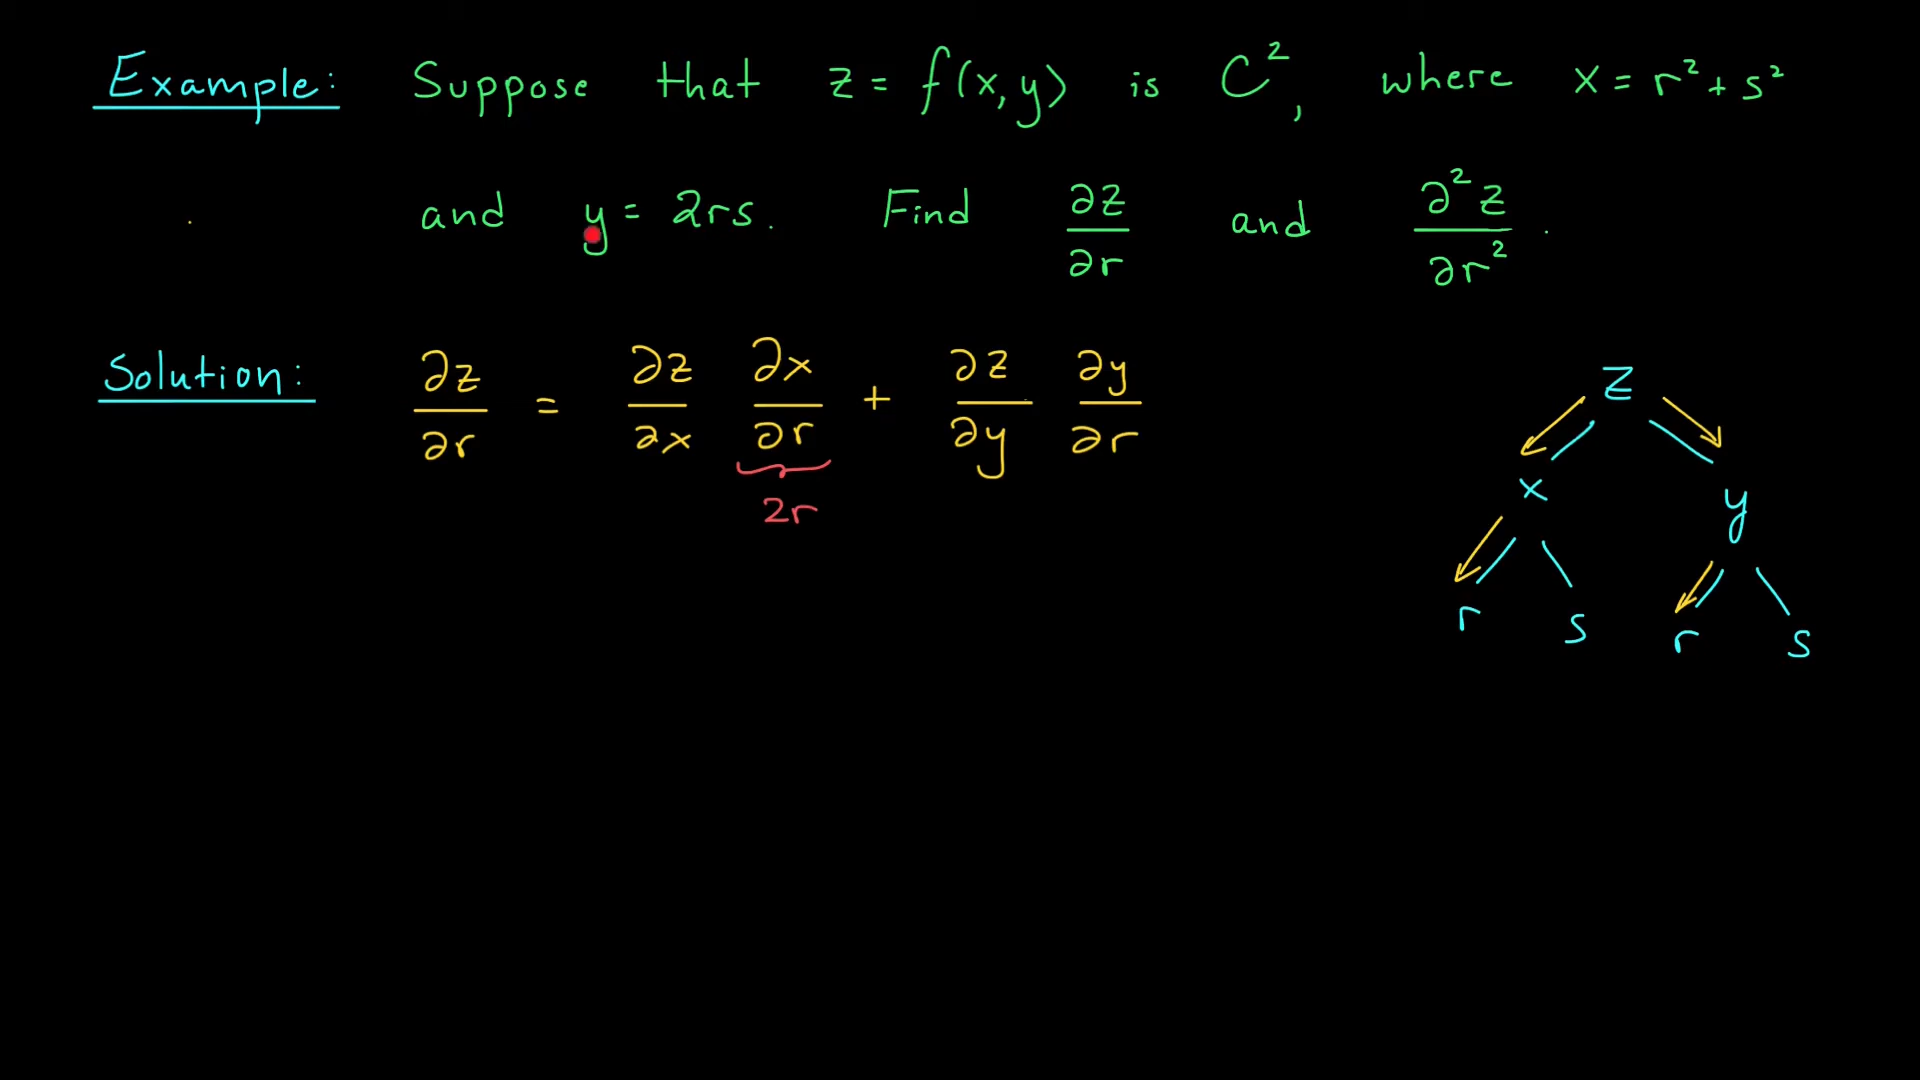 Example: Suppose that z = f(x,y) is C², where x = r² + s²
and y = 2rs. Find ∂z/∂r and ∂²z/∂r².
Solution: ∂z/∂r = ∂z/∂x ∂x/∂r + ∂z/∂y ∂y/∂r
2r
z
x y
r s r s